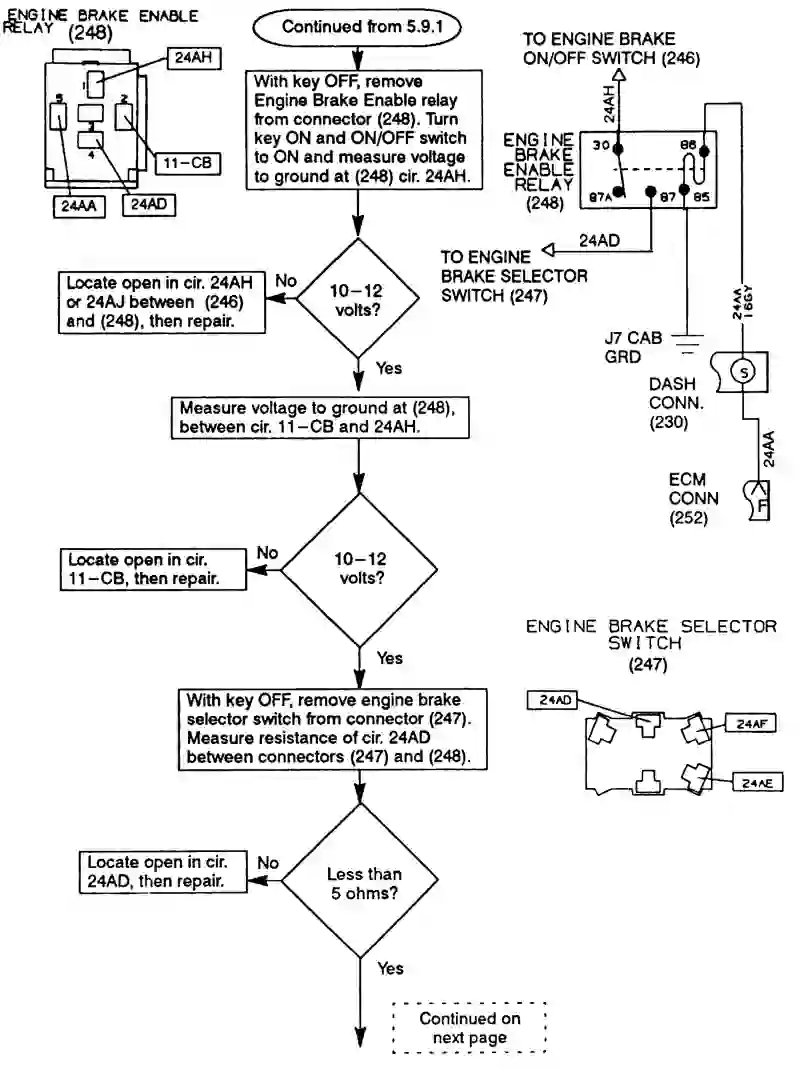 ENGINE BRAKE ENABLE
RELAY (248)
24AH
1
5
2
3
4
11-CB
24AA
24AD
Continued from 5.9.1
With key OFF, remove
Engine Brake Enable relay
from connector (248). Turn
key ON and ON/OFF switch
to ON and measure voltage
to ground at (248) cir. 24AH.
10-12
volts?
No
Locate open in cir. 24AH
or 24AJ between (246)
and (248), then repair.
Yes
Measure voltage to ground at (248),
between cir. 11-CB and 24AH.
10-12
volts?
No
Locate open in cir.
11-CB, then repair.
Yes
With key OFF, remove engine brake
selector switch from connector (247).
Measure resistance of cir. 24AD
between connectors (247) and (248).
Less than
5 ohms?
No
Locate open in cir.
24AD, then repair.
Yes
Continued on
next page
TO ENGINE BRAKE
ON/OFF SWITCH (246)
24AH
ENGINE
BRAKE
ENABLE
RELAY
(248)
30
86
87A
87
85
24AD
TO ENGINE
BRAKE SELECTOR
SWITCH (247)
24AA
16GY
J7 CAB
GRD
S
DASH
CONN.
(230)
24AA
ECM
CONN
(252)
F
ENGINE BRAKE SELECTOR
SWITCH
(247)
24AD
24AF
24AE